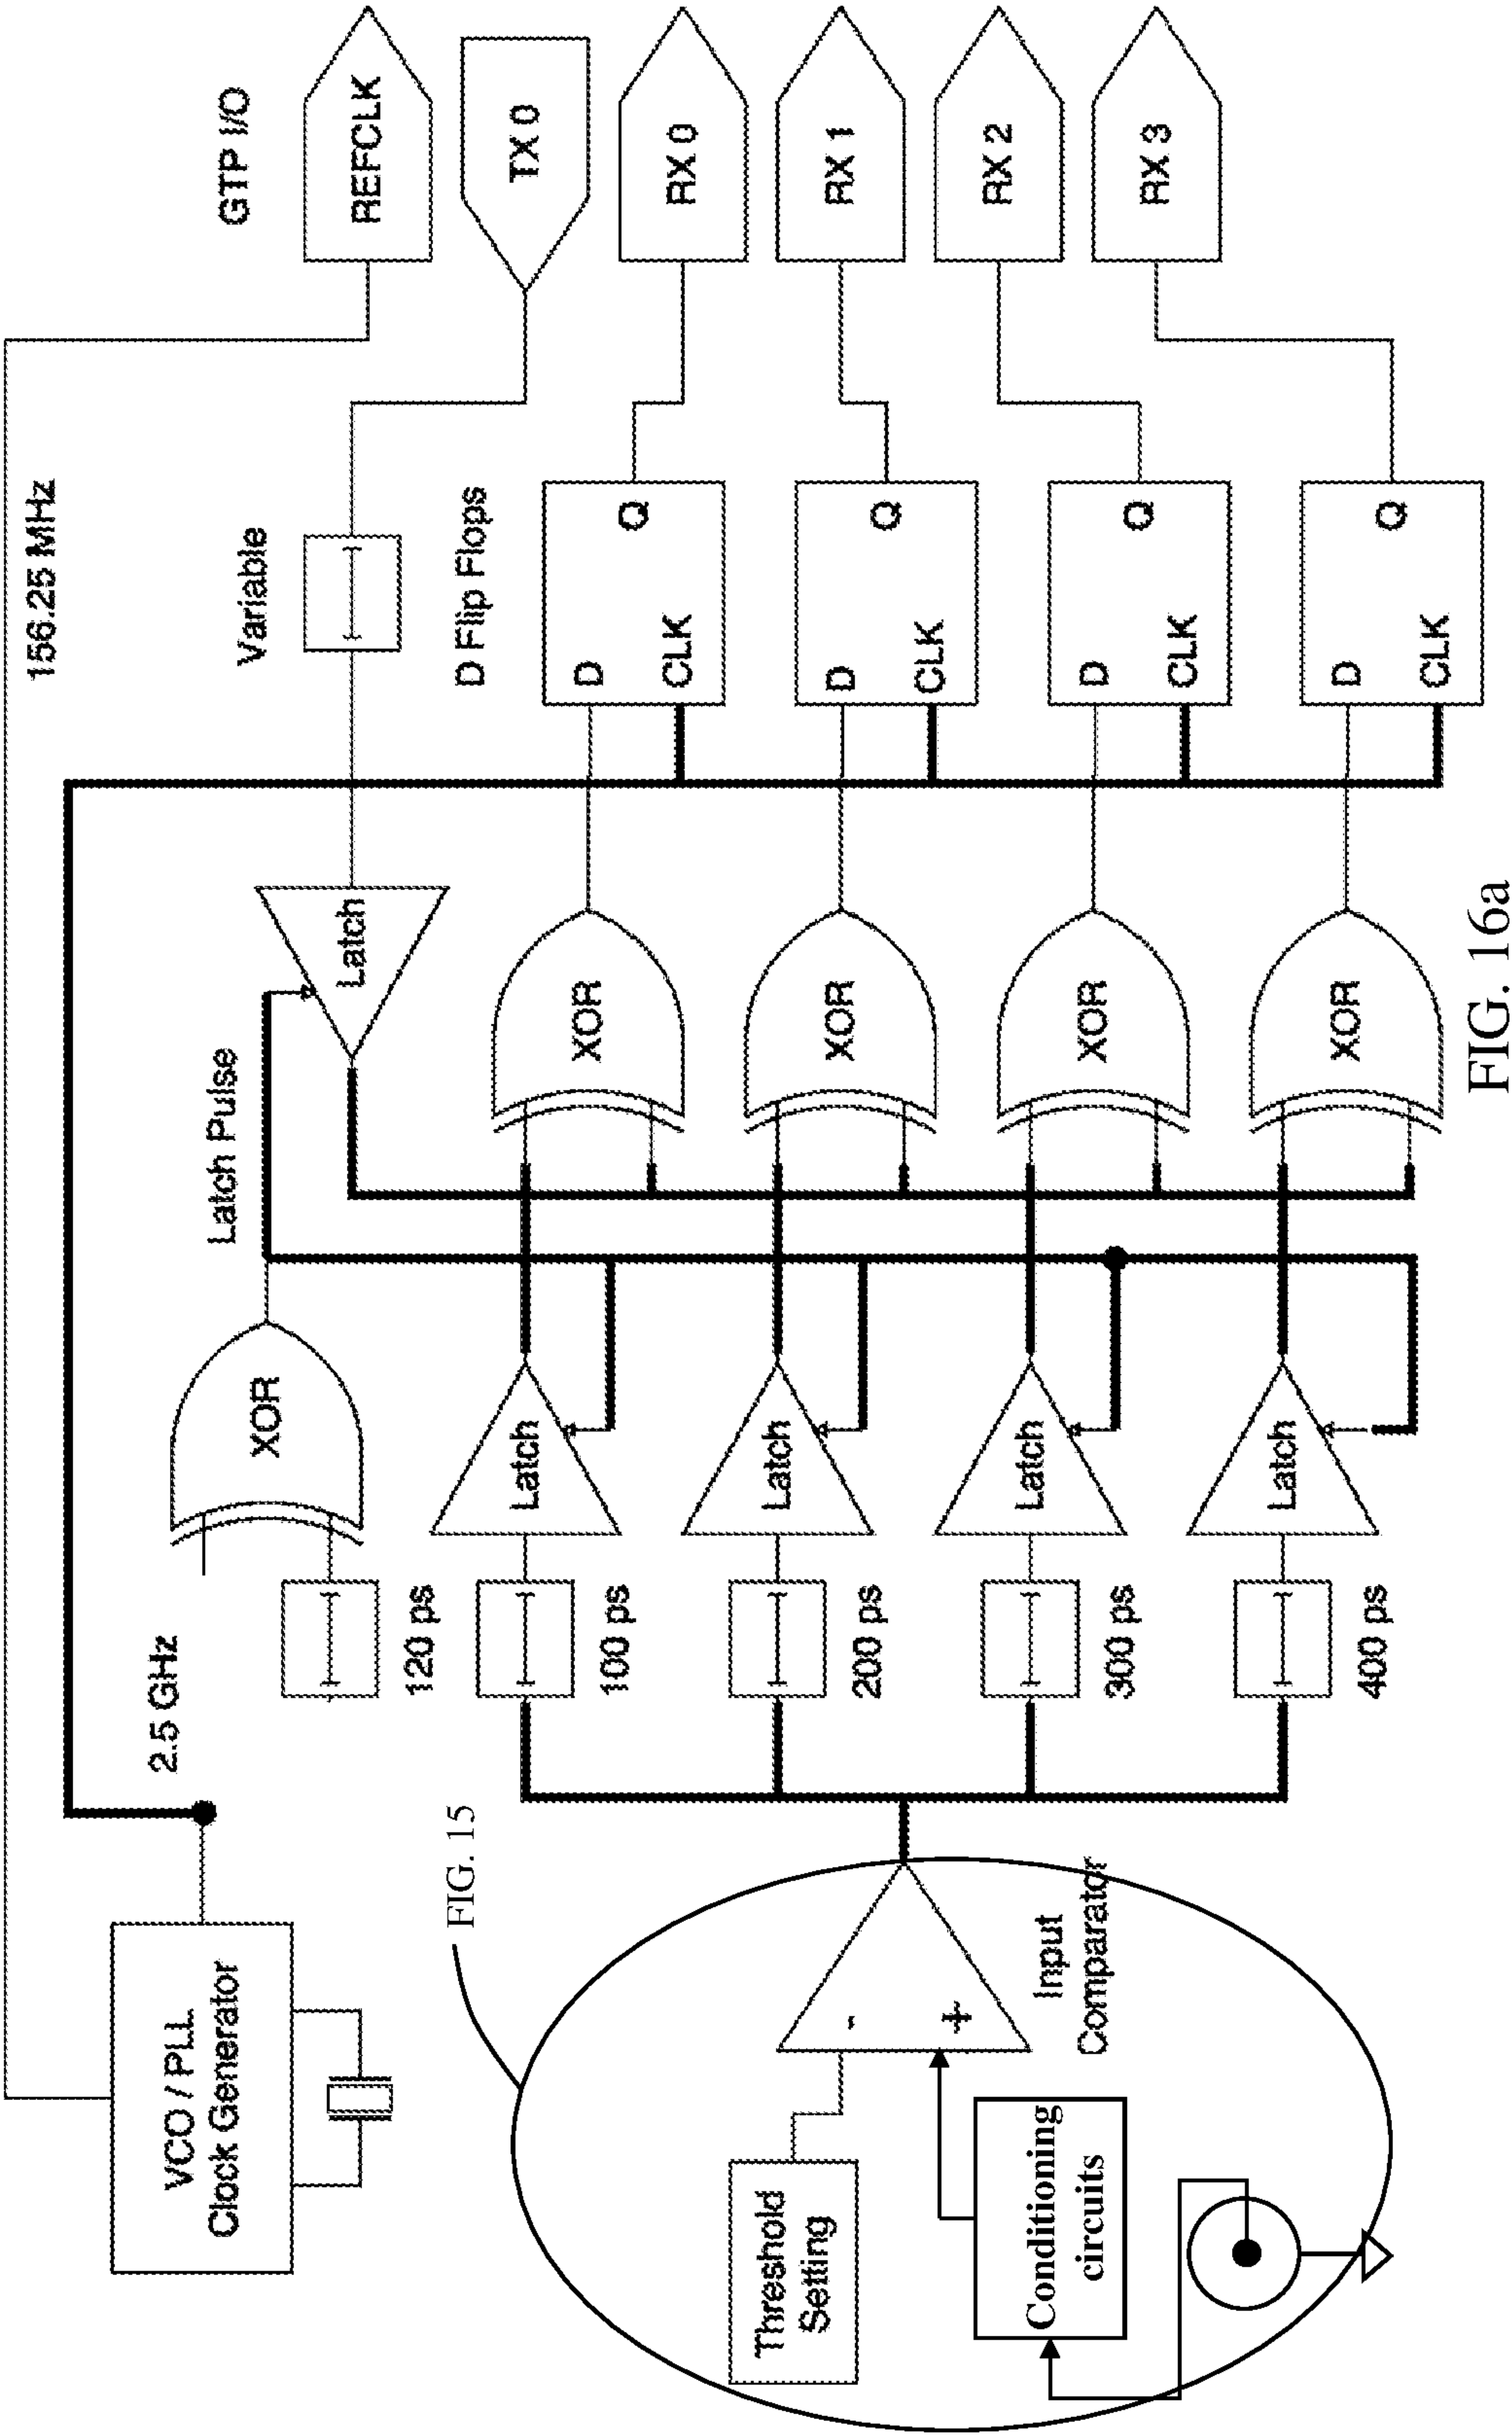 156.25 MHz
GTP I/O
REFCLK
VCO / PLL
Clock Generator
2.5 GHz
XOR
120 ps
Latch Pulse
Latch
Variable
TX 0
FIG. 15
100 ps
Latch
XOR
D Flip Flops
D
Q
CLK
RX 0
200 ps
Latch
XOR
D
Q
CLK
RX 1
Threshold
Setting
-
+
Input
Comparator
300 ps
Latch
XOR
D
Q
CLK
RX 2
Conditioning
circuits
400 ps
Latch
XOR
D
Q
CLK
RX 3
FIG. 16a